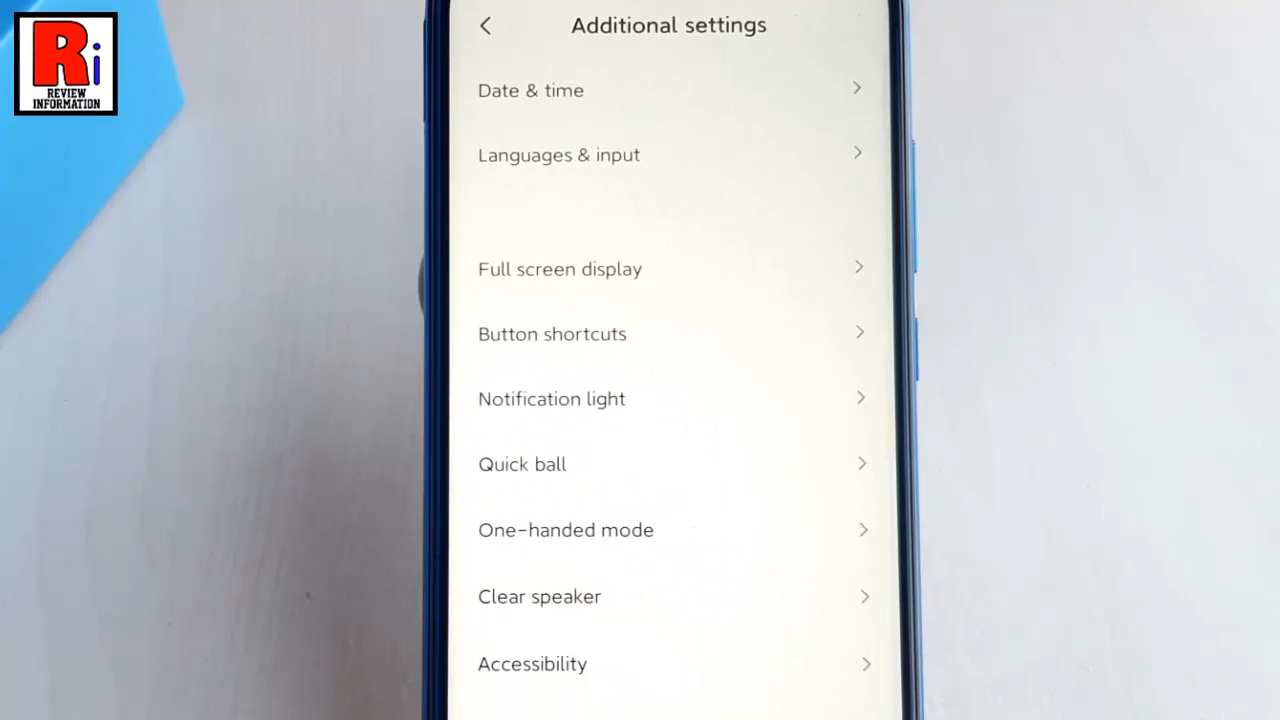 Ri
REVIEW
INFORMATION
Additional settings
Date & time
Languages & input
Full screen display
Button shortcuts
Notification light
Quick ball
One-handed mode
Clear speaker
Accessibility